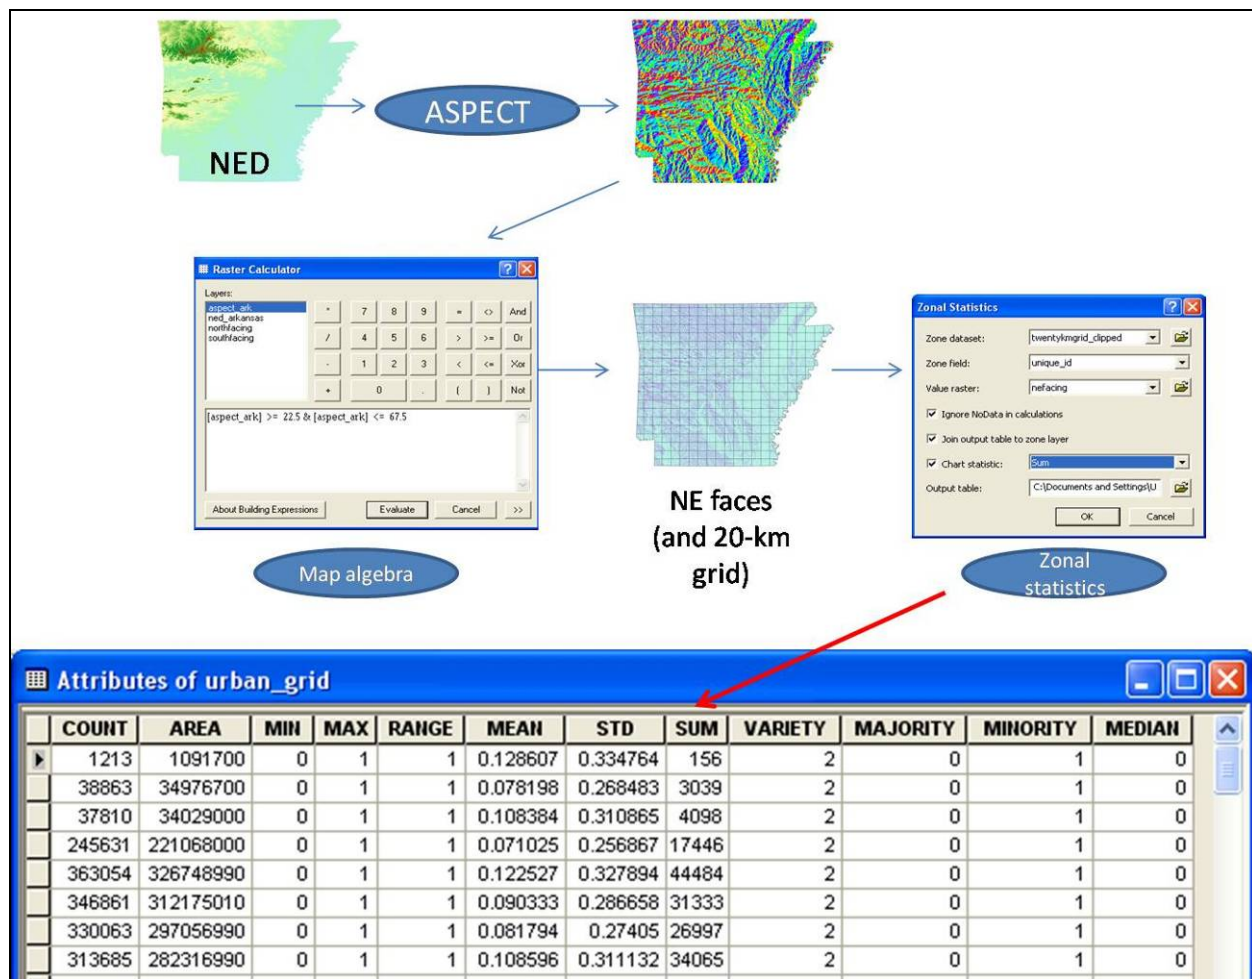 NED
ASPECT
Raster Calculator
Layers:
aspect_ark
ned_arkansas
northfacing
southfacing
* 7 8 9 = <> And
/ 4 5 6 > >= Or
- 1 2 3 < <= Xor
+ 0 . ( ) Not
[aspect_ark] >= 22.5 & [aspect_ark] <= 67.5
About Building Expressions Evaluate Cancel >>
Map algebra
NE faces
(and 20-km
grid)
Zonal Statistics
Zone dataset: twentykmgrid_clipped
Zone field: unique_id
Value raster: nefacing
Ignore NoData in calculations
Join output table to zone layer
Chart statistic: Sum
Output table: C:\Documents and Settings\U
OK Cancel
Zonal
statistics
Attributes of urban_grid
COUNT AREA MIN MAX RANGE MEAN STD SUM VARIETY MAJORITY MINORITY MEDIAN
1213 1091700 0 1 1 0.128607 0.334764 156 2 0 1 0
38863 34976700 0 1 1 0.078198 0.268483 3039 2 0 1 0
37810 34029000 0 1 1 0.108384 0.310865 4098 2 0 1 0
245631 221068000 0 1 1 0.071025 0.256867 17446 2 0 1 0
363054 326748990 0 1 1 0.122527 0.327894 44484 2 0 1 0
346861 312175010 0 1 1 0.090333 0.286658 31333 2 0 1 0
330063 297056990 0 1 1 0.081794 0.27405 26997 2 0 1 0
313685 282316990 0 1 1 0.108596 0.311132 34065 2 0 1 0